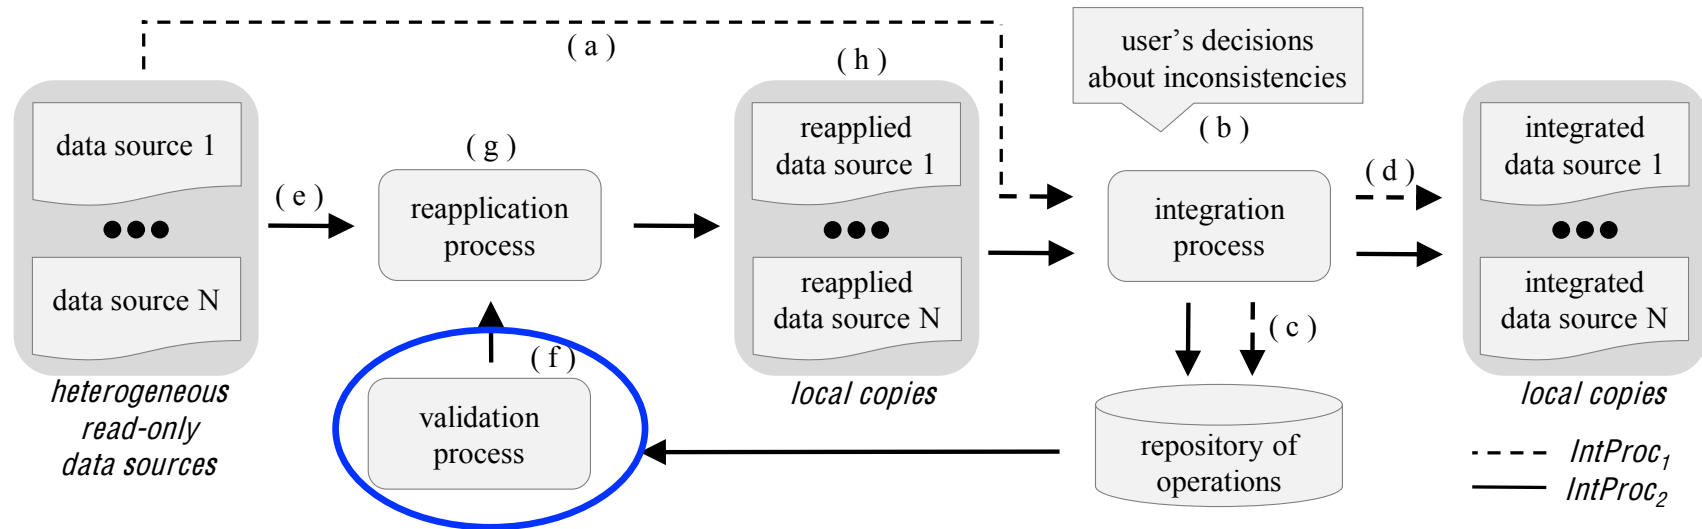 ( a )
user's decisions
about inconsistencies
( h )
data source 1
reapplied
data source 1
integrated
data source 1
( b )
( g )
( e )
reapplication
process
integration
process
( d )
data source N
reapplied
data source N
integrated
data source N
( c )
( f )
heterogeneous
read-only
data sources
validation
process
local copies
repository of
operations
local copies
IntProc1
IntProc2